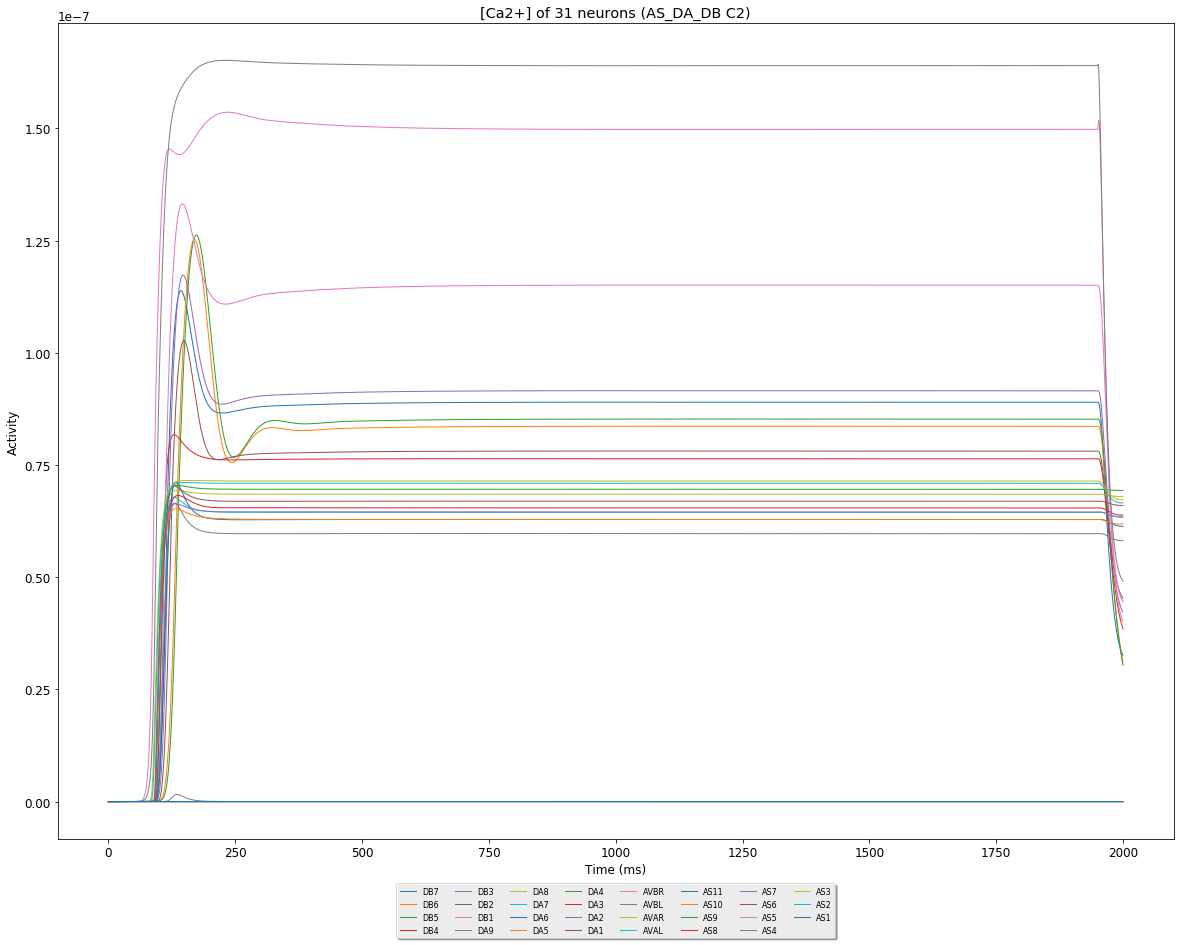 [Ca2+] of 31 neurons (AS_DA_DB C2)
1e−7
1.50
1.25
1.00
0.75
0.50
0.25
0.00
Activity
0 250 500 750 1000 1250 1500 1750 2000
Time (ms)
DB7 DB3 DA8 DA4 AVBR AS11 AS7 AS3
DB6 DB2 DA7 DA3 AVBL AS10 AS6 AS2
DB5 DB1 DA6 DA2 AVAR AS9 AS5 AS1
DB4 DA9 DA5 DA1 AVAL AS8 AS4